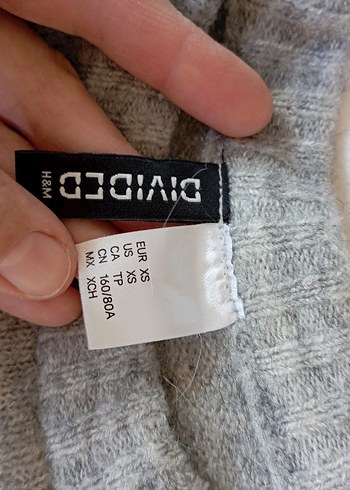 DIVIDED
H&M
EUR XS
US XS
CA TP
CN 160/80A
MX XCH